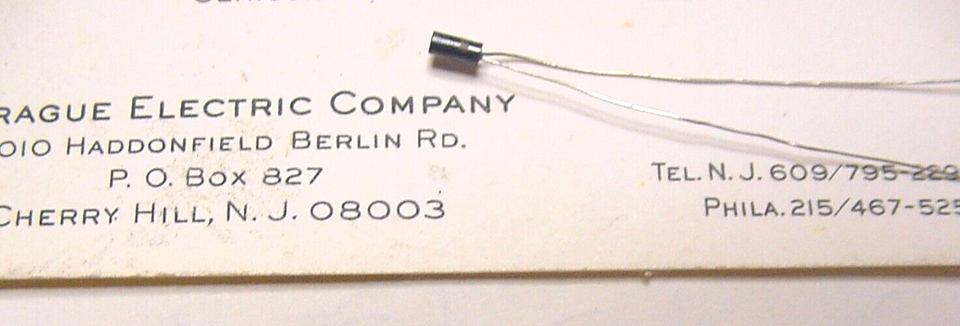 RAGUE ELECTRIC COMPANY
010 HADDONFIELD BERLIN RD.
P. O. BOX 827
CHERRY HILL, N. J. 08003
TEL. N. J. 609/795-229
PHILA. 215/467-525